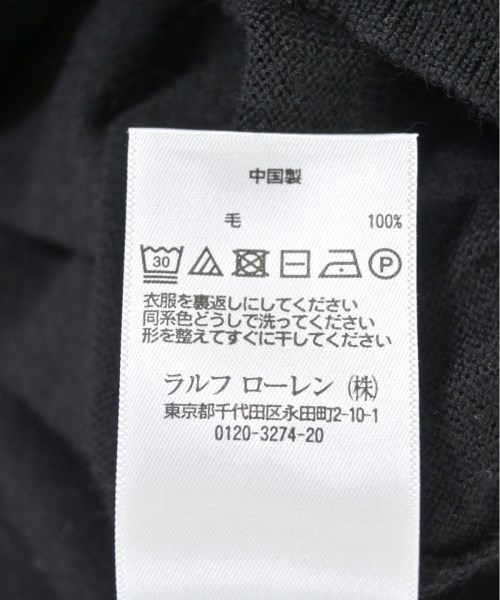 中国製
毛 100%
30 P
衣服を裏返しにしてください
同系色どうしで洗ってください
形を整えてすぐに干してください
ラルフ ローレン (株)
東京都千代田区永田町2-10-1
0120-3274-20